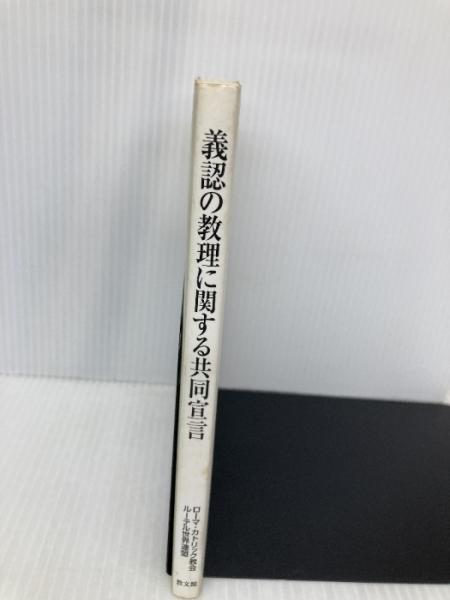 義認の教理に関する共同宣言
ローマ・カトリック教会
ルーテル世界連盟
教文館